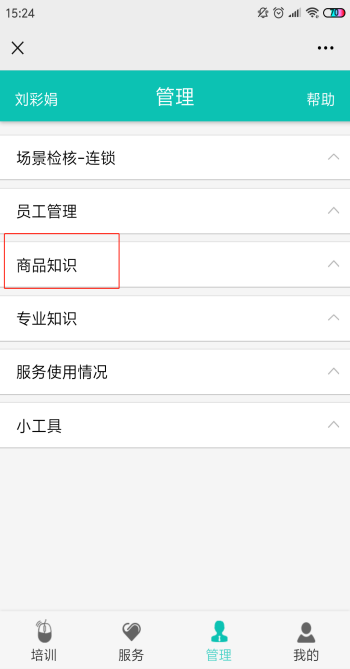 15:24
70
刘彩娟 管理 帮助
场景检核-连锁
员工管理
商品知识
专业知识
服务使用情况
小工具
培训 服务 管理 我的